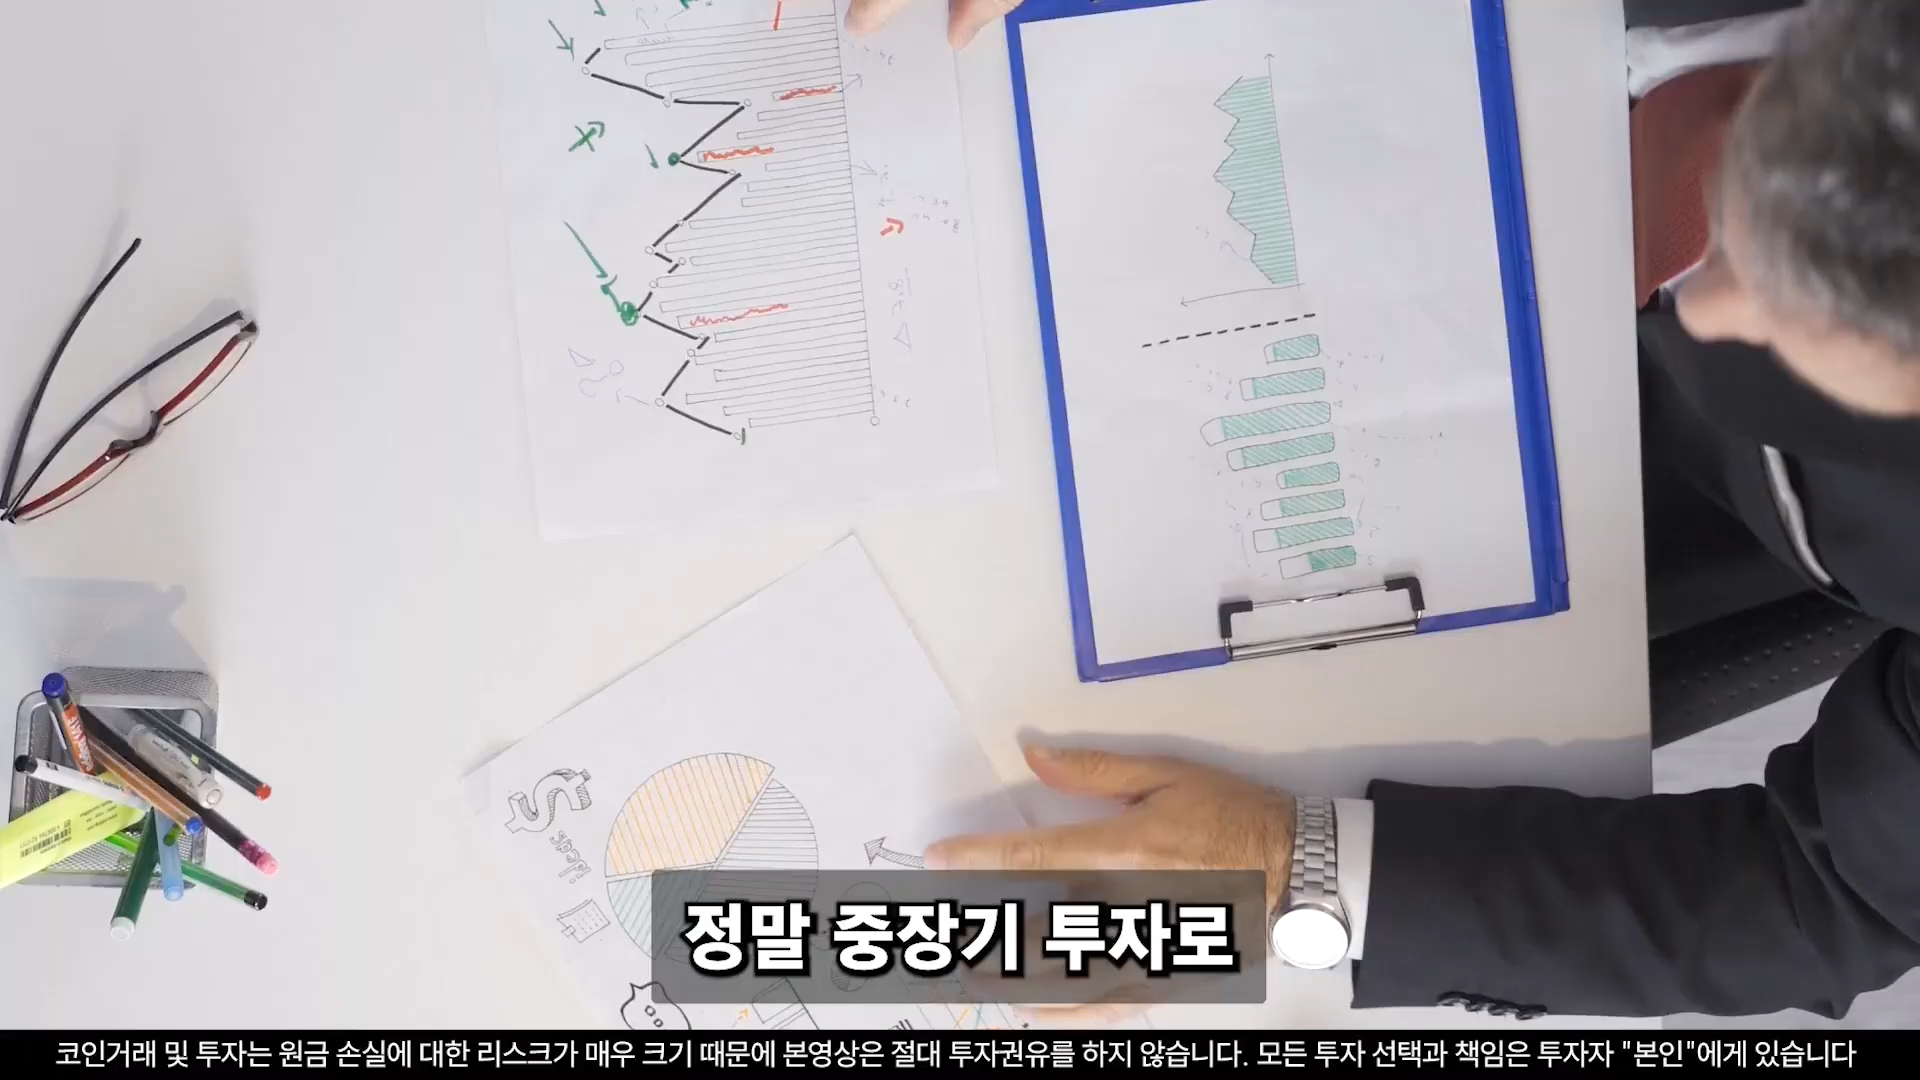 정말 중장기 투자로
코인거래 및 투자는 원금 손실에 대한 리스크가 매우 크기 때문에 본영상은 절대 투자권유를 하지 않습니다. 모든 투자 선택과 책임은 투자자 "본인"에게 있습니다